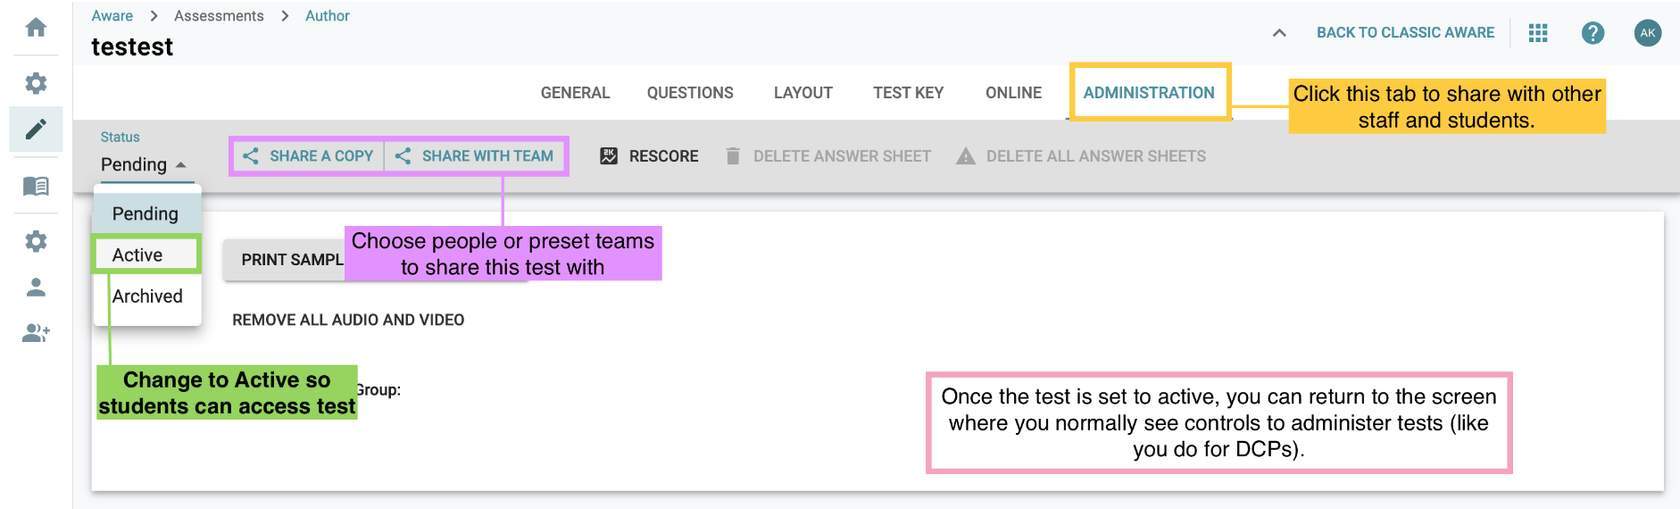 Aware > Assessments > Author
testest
BACK TO CLASSIC AWARE
?
AK
GENERAL QUESTIONS LAYOUT TEST KEY ONLINE ADMINISTRATION
Click this tab to share with other
staff and students.
Status
Pending
SHARE A COPY SHARE WITH TEAM RESCORE DELETE ANSWER SHEET DELETE ALL ANSWER SHEETS
Pending
Active
Archived
Choose people or preset teams
to share this test with
PRINT SAMPL
REMOVE ALL AUDIO AND VIDEO
Change to Active so
students can access test
Group:
Once the test is set to active, you can return to the screen
where you normally see controls to administer tests (like
you do for DCPs).